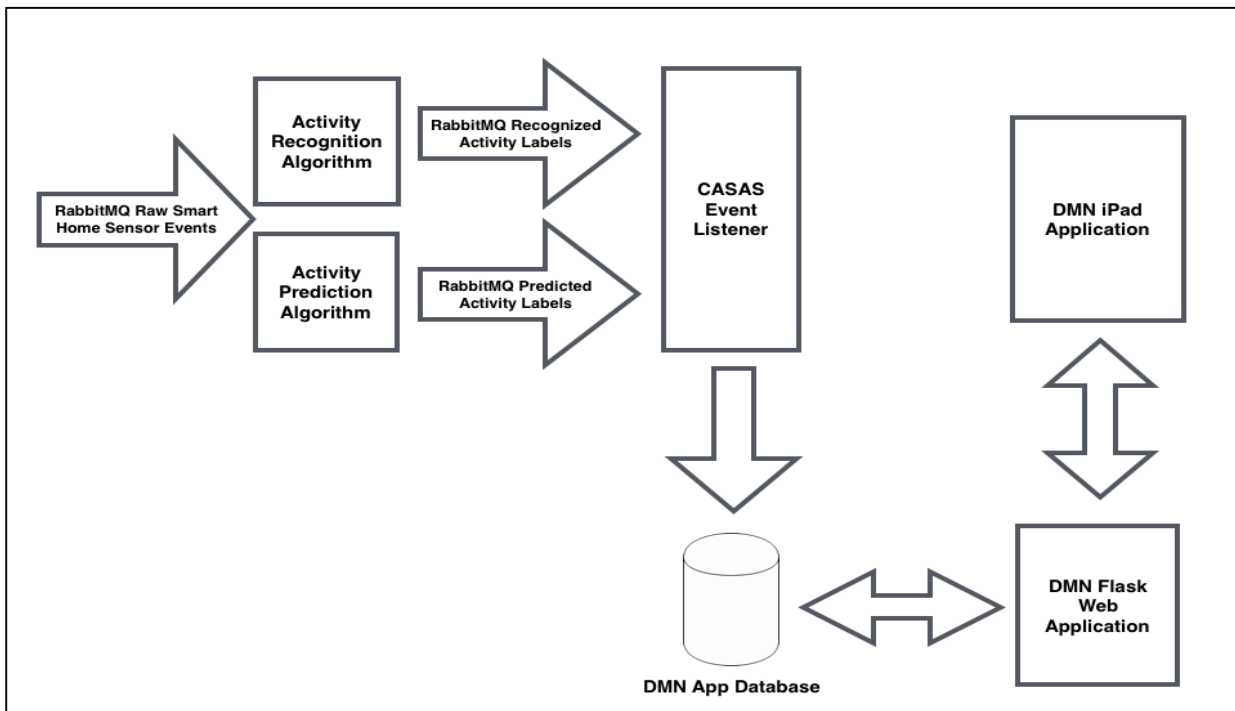 RabbitMQ Raw Smart
Home Sensor Events
Activity
Recognition
Algorithm
Activity
Prediction
Algorithm
RabbitMQ Recognized
Activity Labels
RabbitMQ Predicted
Activity Labels
CASAS
Event
Listener
DMN App Database
DMN iPad
Application
DMN Flask
Web
Application